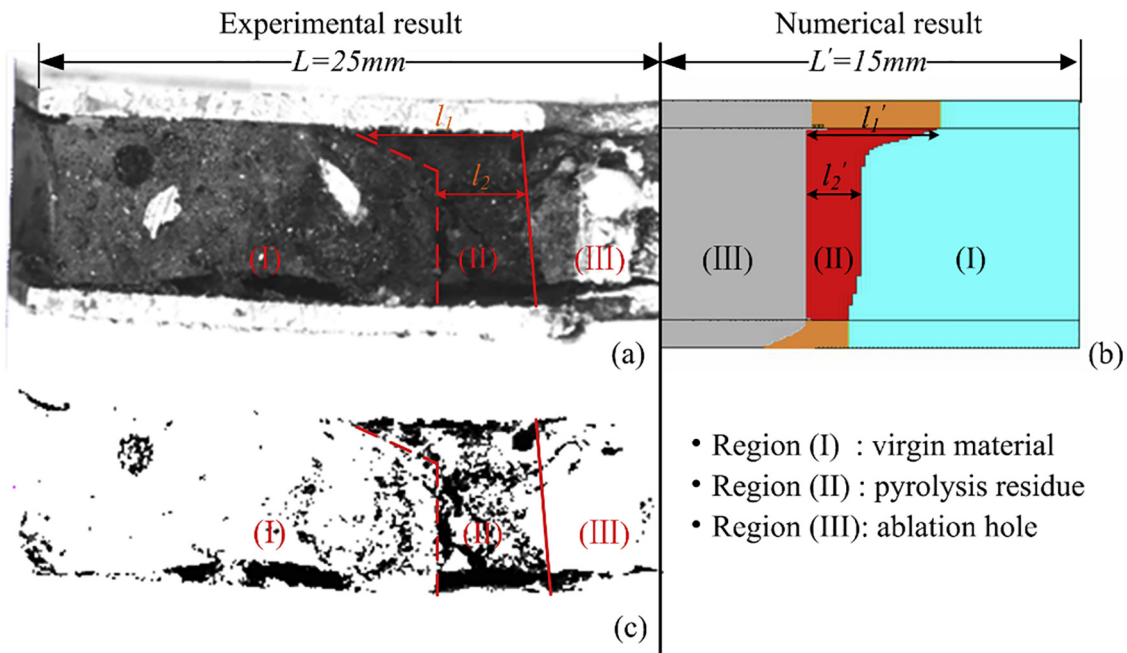 Experimental result
Numerical result
L=25mm
L'=15mm
l1
l1'
l2
l2'
(I)
(II)
(III)
(III)
(II)
(I)
(a)
(b)
(I)
(II)
(III)
(c)
• Region (I) : virgin material
• Region (II) : pyrolysis residue
• Region (III): ablation hole